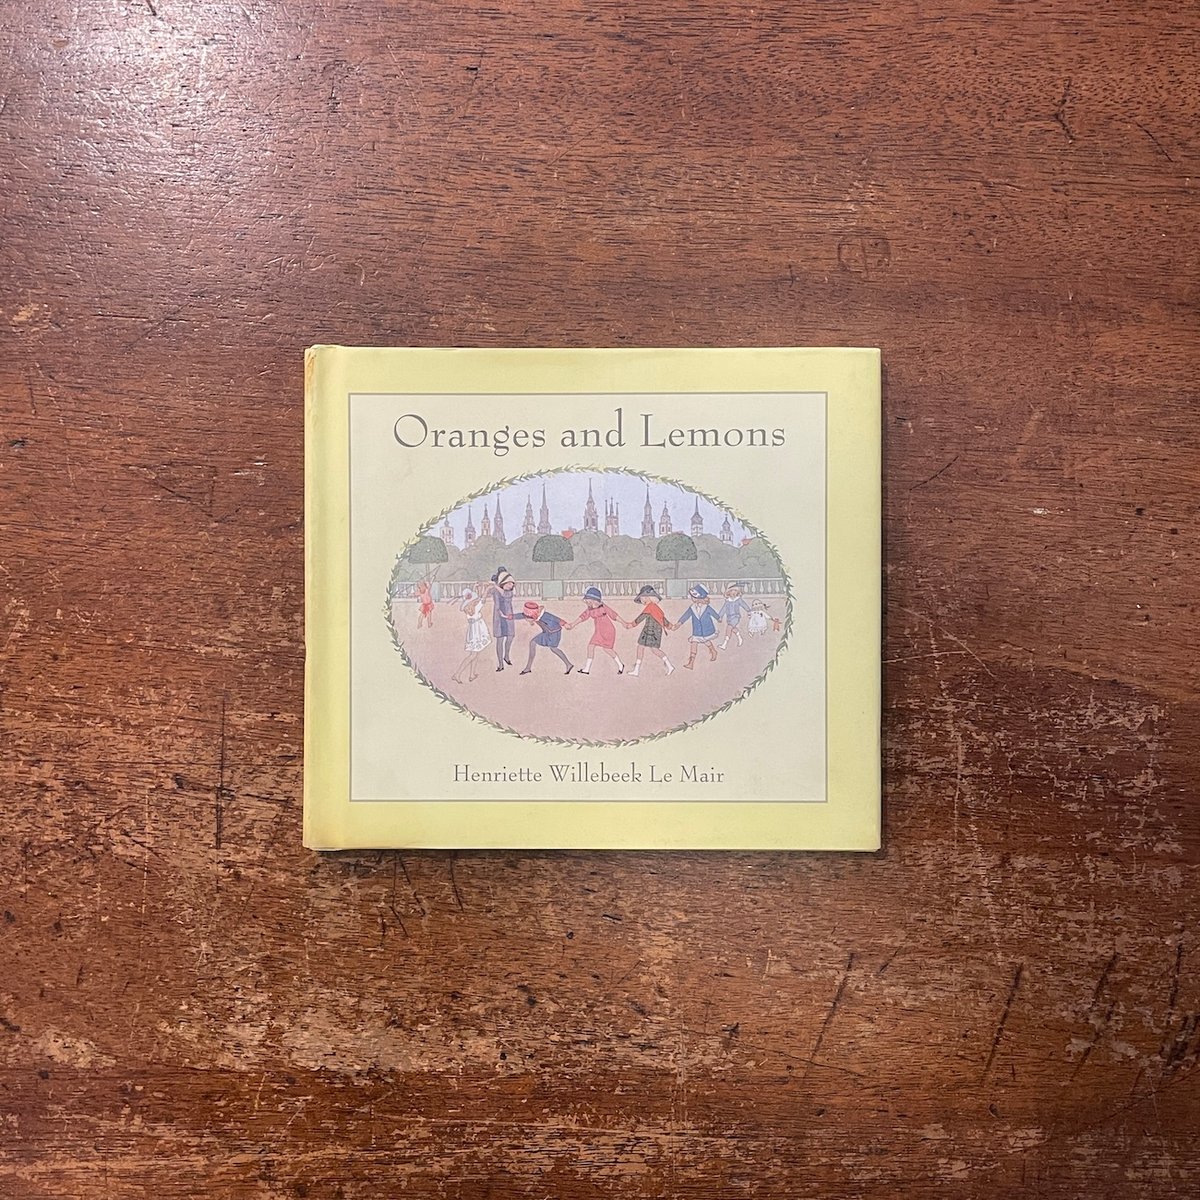 Oranges and Lemons
Henriette Willebeek Le Mair